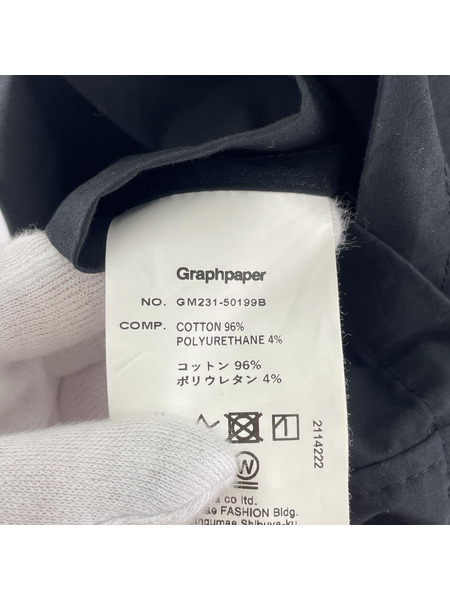 Graphpaper
NO. GM231-50199B
COMP. COTTON 96%
POLYURETHANE 4%
コットン 96%
ポリウレタン 4%
W
2114222
co ltd.
FASHION Bldg.
Shibuya-ku